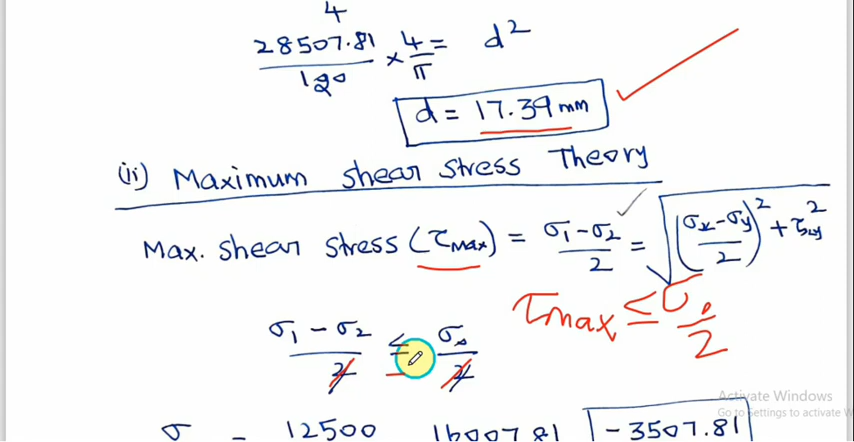 4
28507.81 / 120 × 4/π = d²
d = 17.39 mm
(ii) Maximum shear stress Theory
Max. shear stress (τmax) = σ1 - σ2 / 2 = √((σx - σy / 2)² + τxy²)
τmax ≤ σo / 2
σ1 - σ2 / 2 ≤ σo / 2
Activate Windows
Go to Settings to activate W
σ = 12500 16007.81 -3507.81